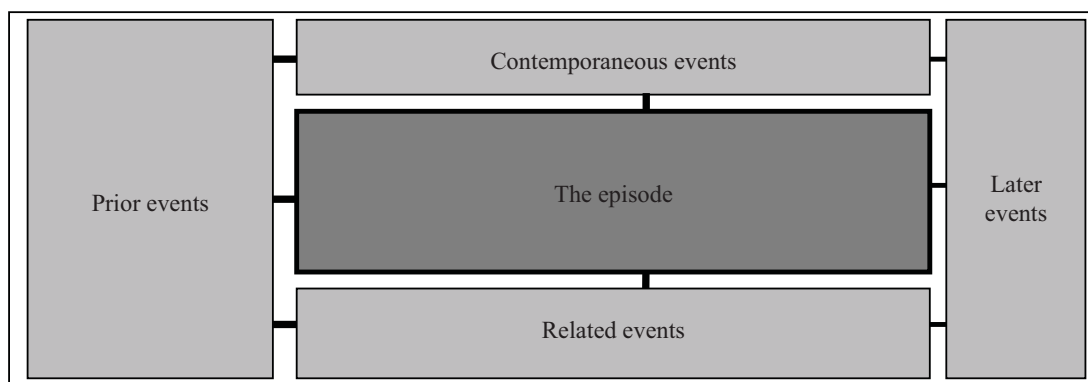 Contemporaneous events
Prior events
The episode
Later
events
Related events